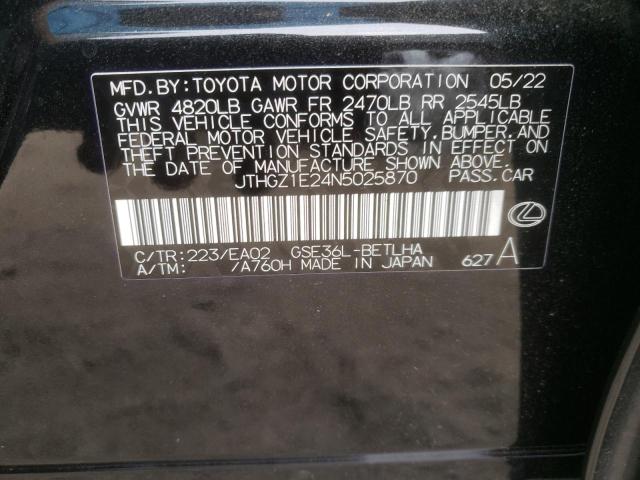 MFD.BY:TOYOTA MOTOR CORPORATION 05/22
GVWR 4820LB GAWR FR 2470LB RR 2545LB
THIS VEHICLE CONFORMS TO ALL APPLICABLE
FEDERAL MOTOR VEHICLE SAFETY,BUMPER,AND
THEFT PREVENTION STANDARDS IN EFFECT ON
THE DATE OF MANUFACTURE SHOWN ABOVE.
JTHGZ1E24N5025870 PASS.CAR
C/TR:223/EA02 GSE36L-BETLHA
A/TM: /A760H MADE IN JAPAN 627 A